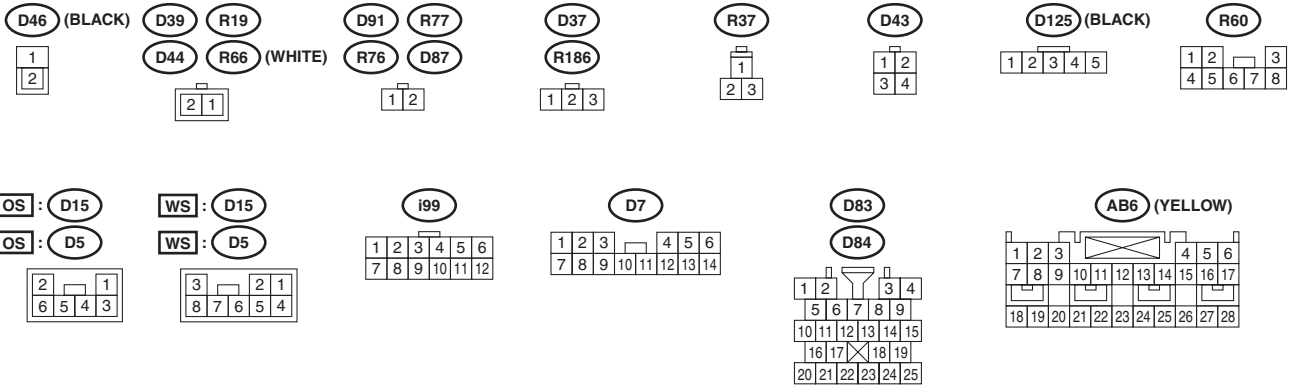 D46 (BLACK) D39 R19 D91 R77 D37 R37 D43 D125 (BLACK) R60
D44 R66 (WHITE) R76 D87 R186
1
2
2 1
1 2
1 2 3
1
2 3
1 2
3 4
1 2 3 4 5
1 2 3
4 5 6 7 8
OS : D15 WS : D15 i99 D7 D83 AB6 (YELLOW)
OS : D5 WS : D5 D84
2 1
6 5 4 3
3 2 1
8 7 6 5 4
1 2 3 4 5 6
7 8 9 10 11 12
1 2 3 4 5 6
7 8 9 10 11 12 13 14
1 2 3 4
5 6 7 8 9
10 11 12 13 14 15
16 17 18 19
20 21 22 23 24 25
1 2 3 4 5 6
7 8 9 10 11 12 13 14 15 16 17
18 19 20 21 22 23 24 25 26 27 28